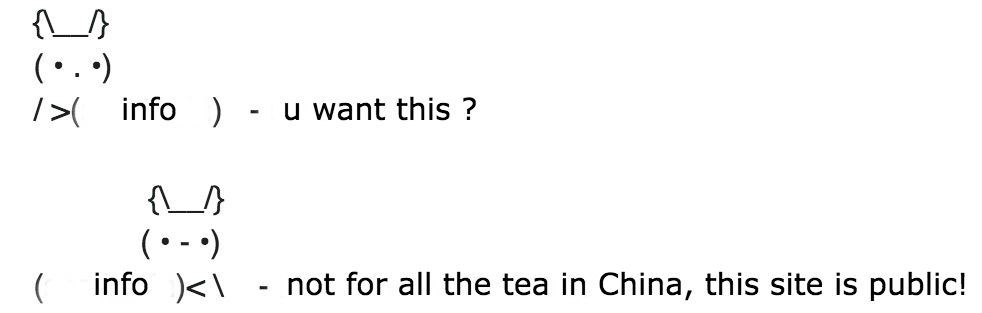 {\__/}
( • . •)
/ >( info ) - u want this ?
{\__/}
( • - •)
( info )< \ - not for all the tea in China, this site is public!